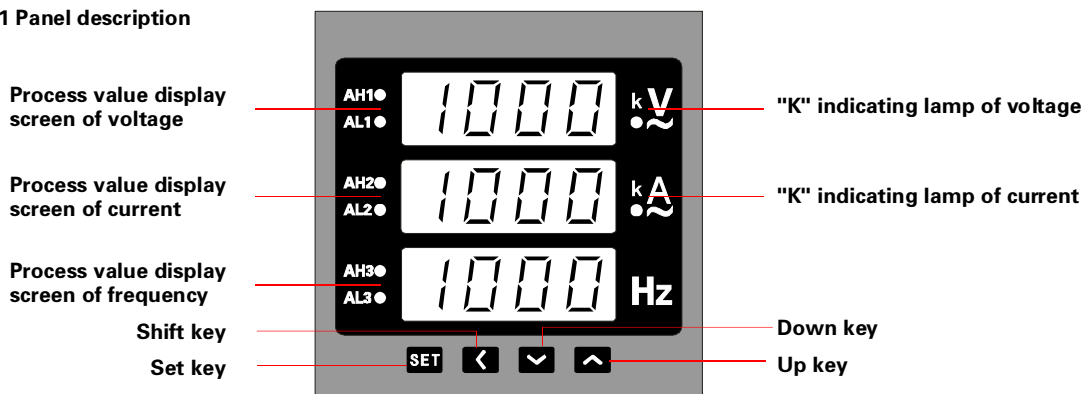 1 Panel description
Process value display
screen of voltage
AH1
AL1
1000
k V
"K" indicating lamp of voltage
Process value display
screen of current
AH2
AL2
1000
k A
"K" indicating lamp of current
Process value display
screen of frequency
AH3
AL3
1000
Hz
Shift key
Set key
SET
Down key
Up key